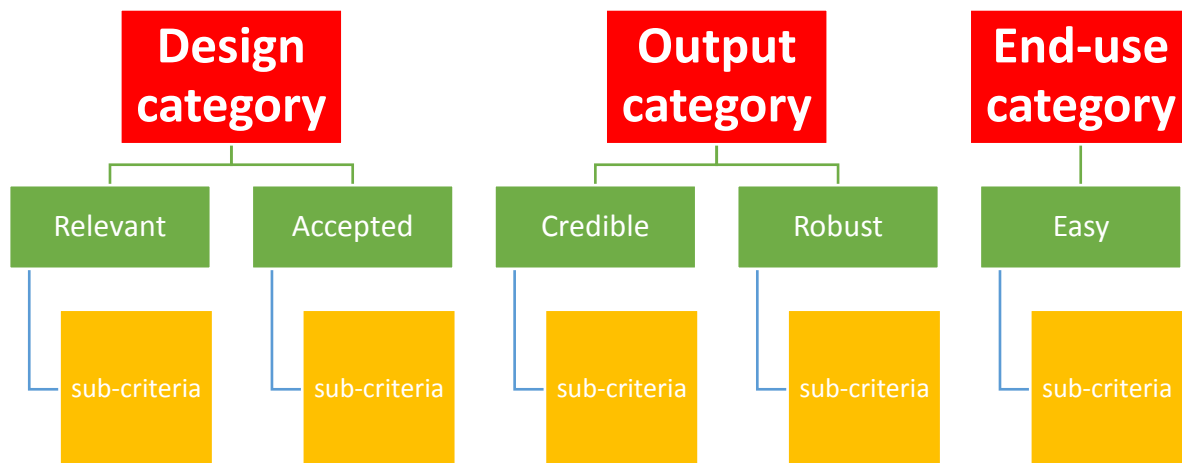 Design
category
Output
category
End-use
category
Relevant
Accepted
Credible
Robust
Easy
sub-criteria
sub-criteria
sub-criteria
sub-criteria
sub-criteria